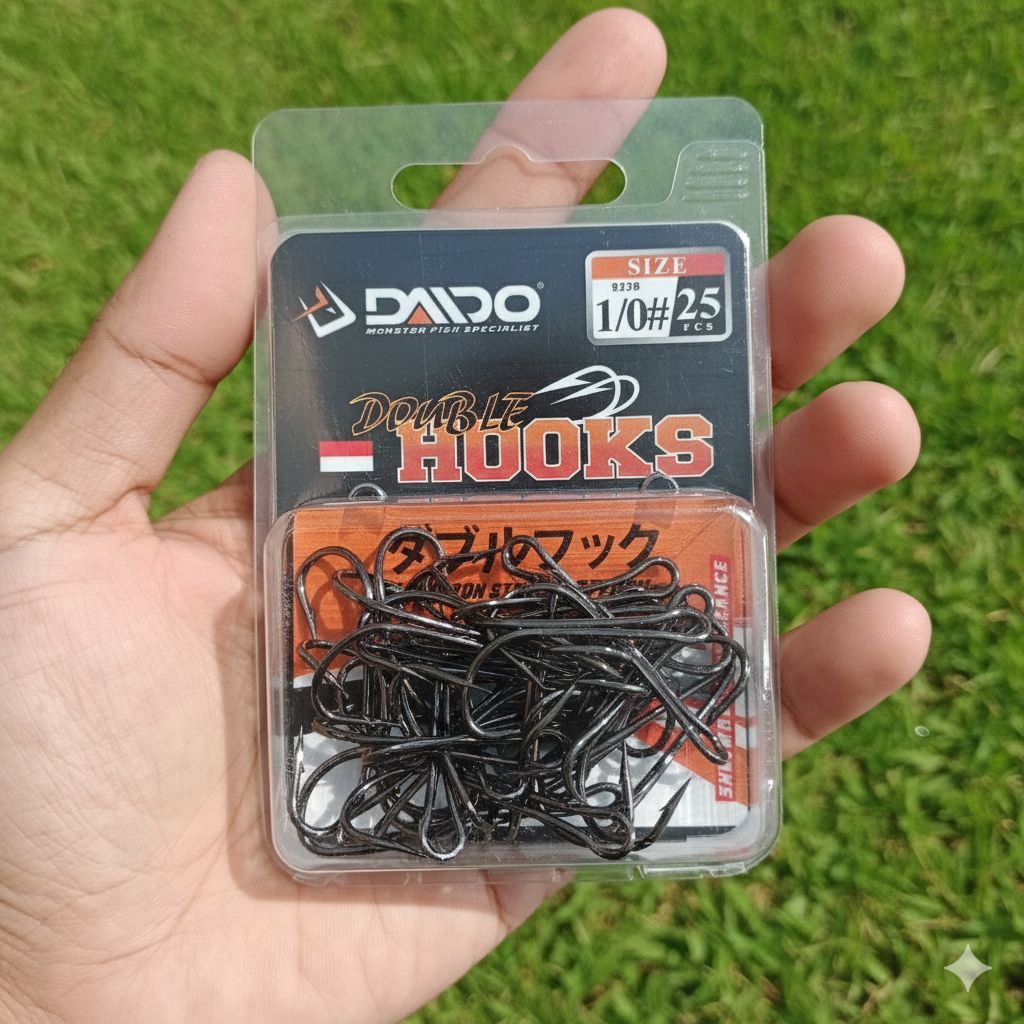 SIZE
9338
1/0#
25
PCS
DAIDO®
MONSTER FISH SPECIALIST
DOUBLE
HOOKS
ダブルフック